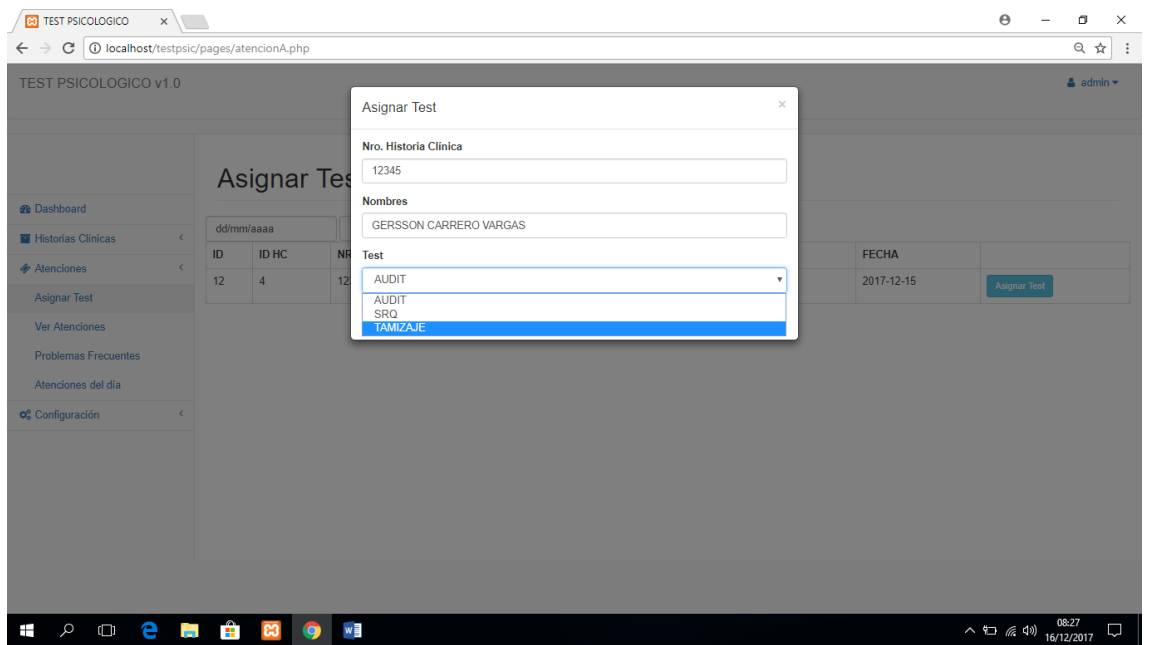 TEST PSICOLOGICO
localhost/testpsic/pages/atencionA.php
TEST PSICOLOGICO v1.0
admin
Asignar Test
×
Nro. Historia Clínica
12345
Nombres
GERSSON CARRERO VARGAS
Test
AUDIT
AUDIT
SRQ
TAMIZAJE
Asignar Tes
Dashboard
Historias Clínicas
Atenciones
Asignar Test
Ver Atenciones
Problemas Frecuentes
Atenciones del día
Configuración
dd/mm/aaaa
ID ID HC NR FECHA
12 4 12 2017-12-15 Asignar Test
08:27
16/12/2017